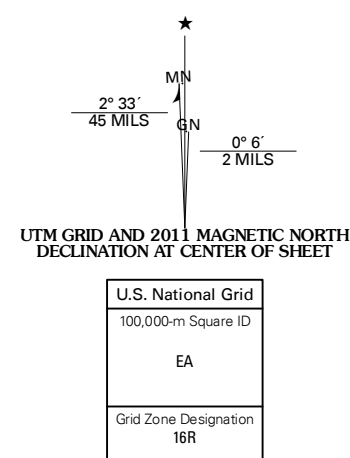 ★
MN
2° 33´
45 MILS
GN
0° 6´
2 MILS
UTM GRID AND 2011 MAGNETIC NORTH
DECLINATION AT CENTER OF SHEET
U.S. National Grid
100,000-m Square ID
EA
Grid Zone Designation
16R